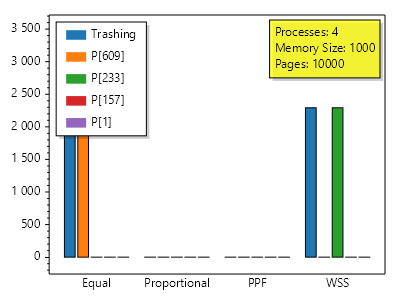 3 500
3 000
2 500
2 000
1 500
1 000
500
0
Trashing
P[609]
P[233]
P[157]
P[1]
Processes: 4
Memory Size: 1000
Pages: 10000
Equal
Proportional
PPF
WSS